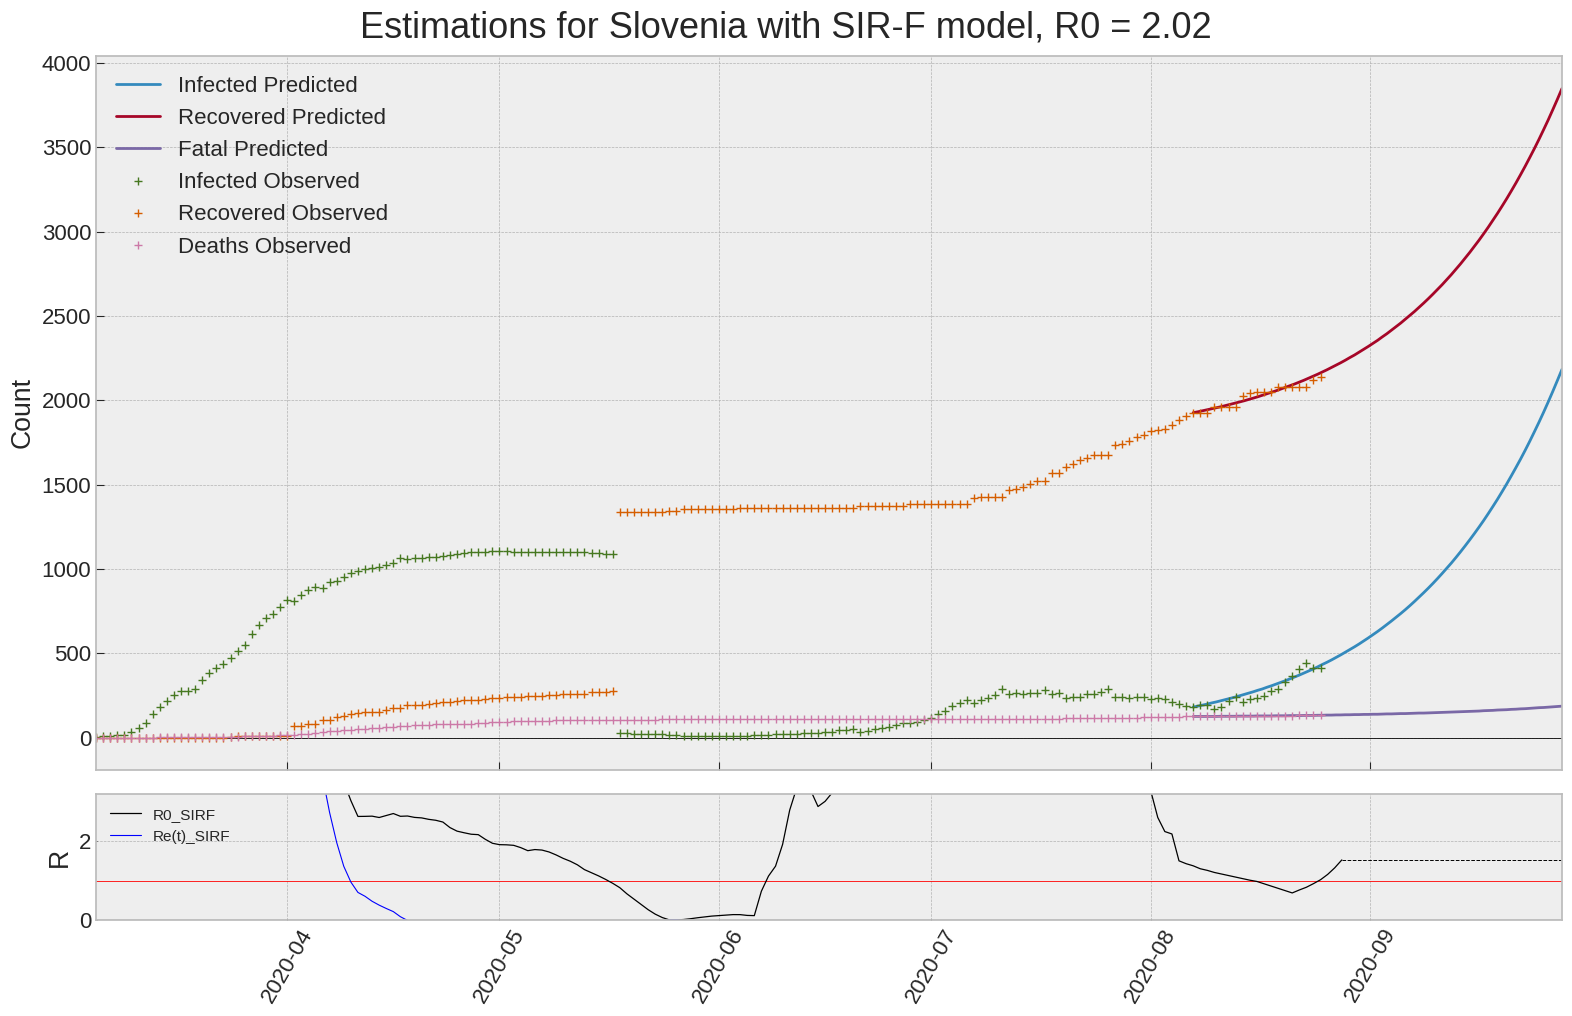 Estimations for Slovenia with SIR-F model, R0 = 2.02
4000
3500
3000
2500
2000
1500
1000
500
0
Count
Infected Predicted
Recovered Predicted
Fatal Predicted
Infected Observed
Recovered Observed
Deaths Observed
R0_SIRF
Re(t)_SIRF
2
0
R
2020-04
2020-05
2020-06
2020-07
2020-08
2020-09